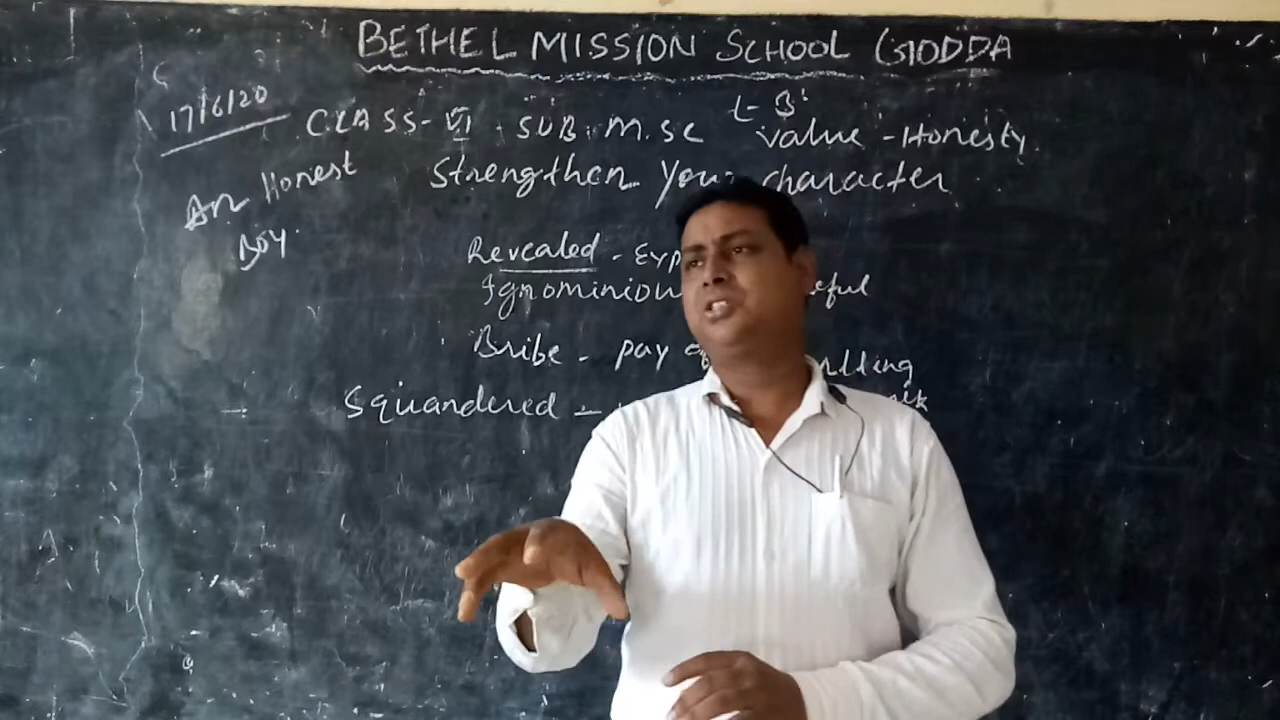 BETHEL MISSION SCHOOL GODDA
17/6/20
CLASS-VI SUB: M.SC L-3
Value-Honesty.
An Honest Boy.
Strengthen Your character
Revealed - Exp
Ignominiou eful
Bribe - pay
Squandered -